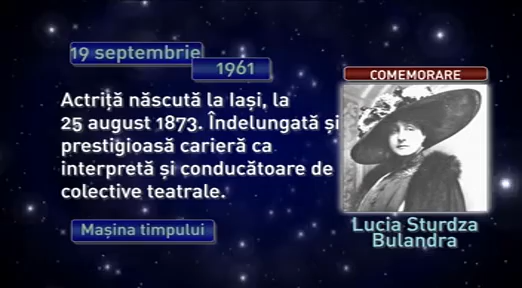 19 septembrie
1961
Actriță născută la Iași, la
25 august 1873. Îndelungată și
prestigioasă carieră ca
interpretă și conducătoare de
colective teatrale.
Mașina timpului
COMEMORARE
Lucia Sturdza
Bulandra